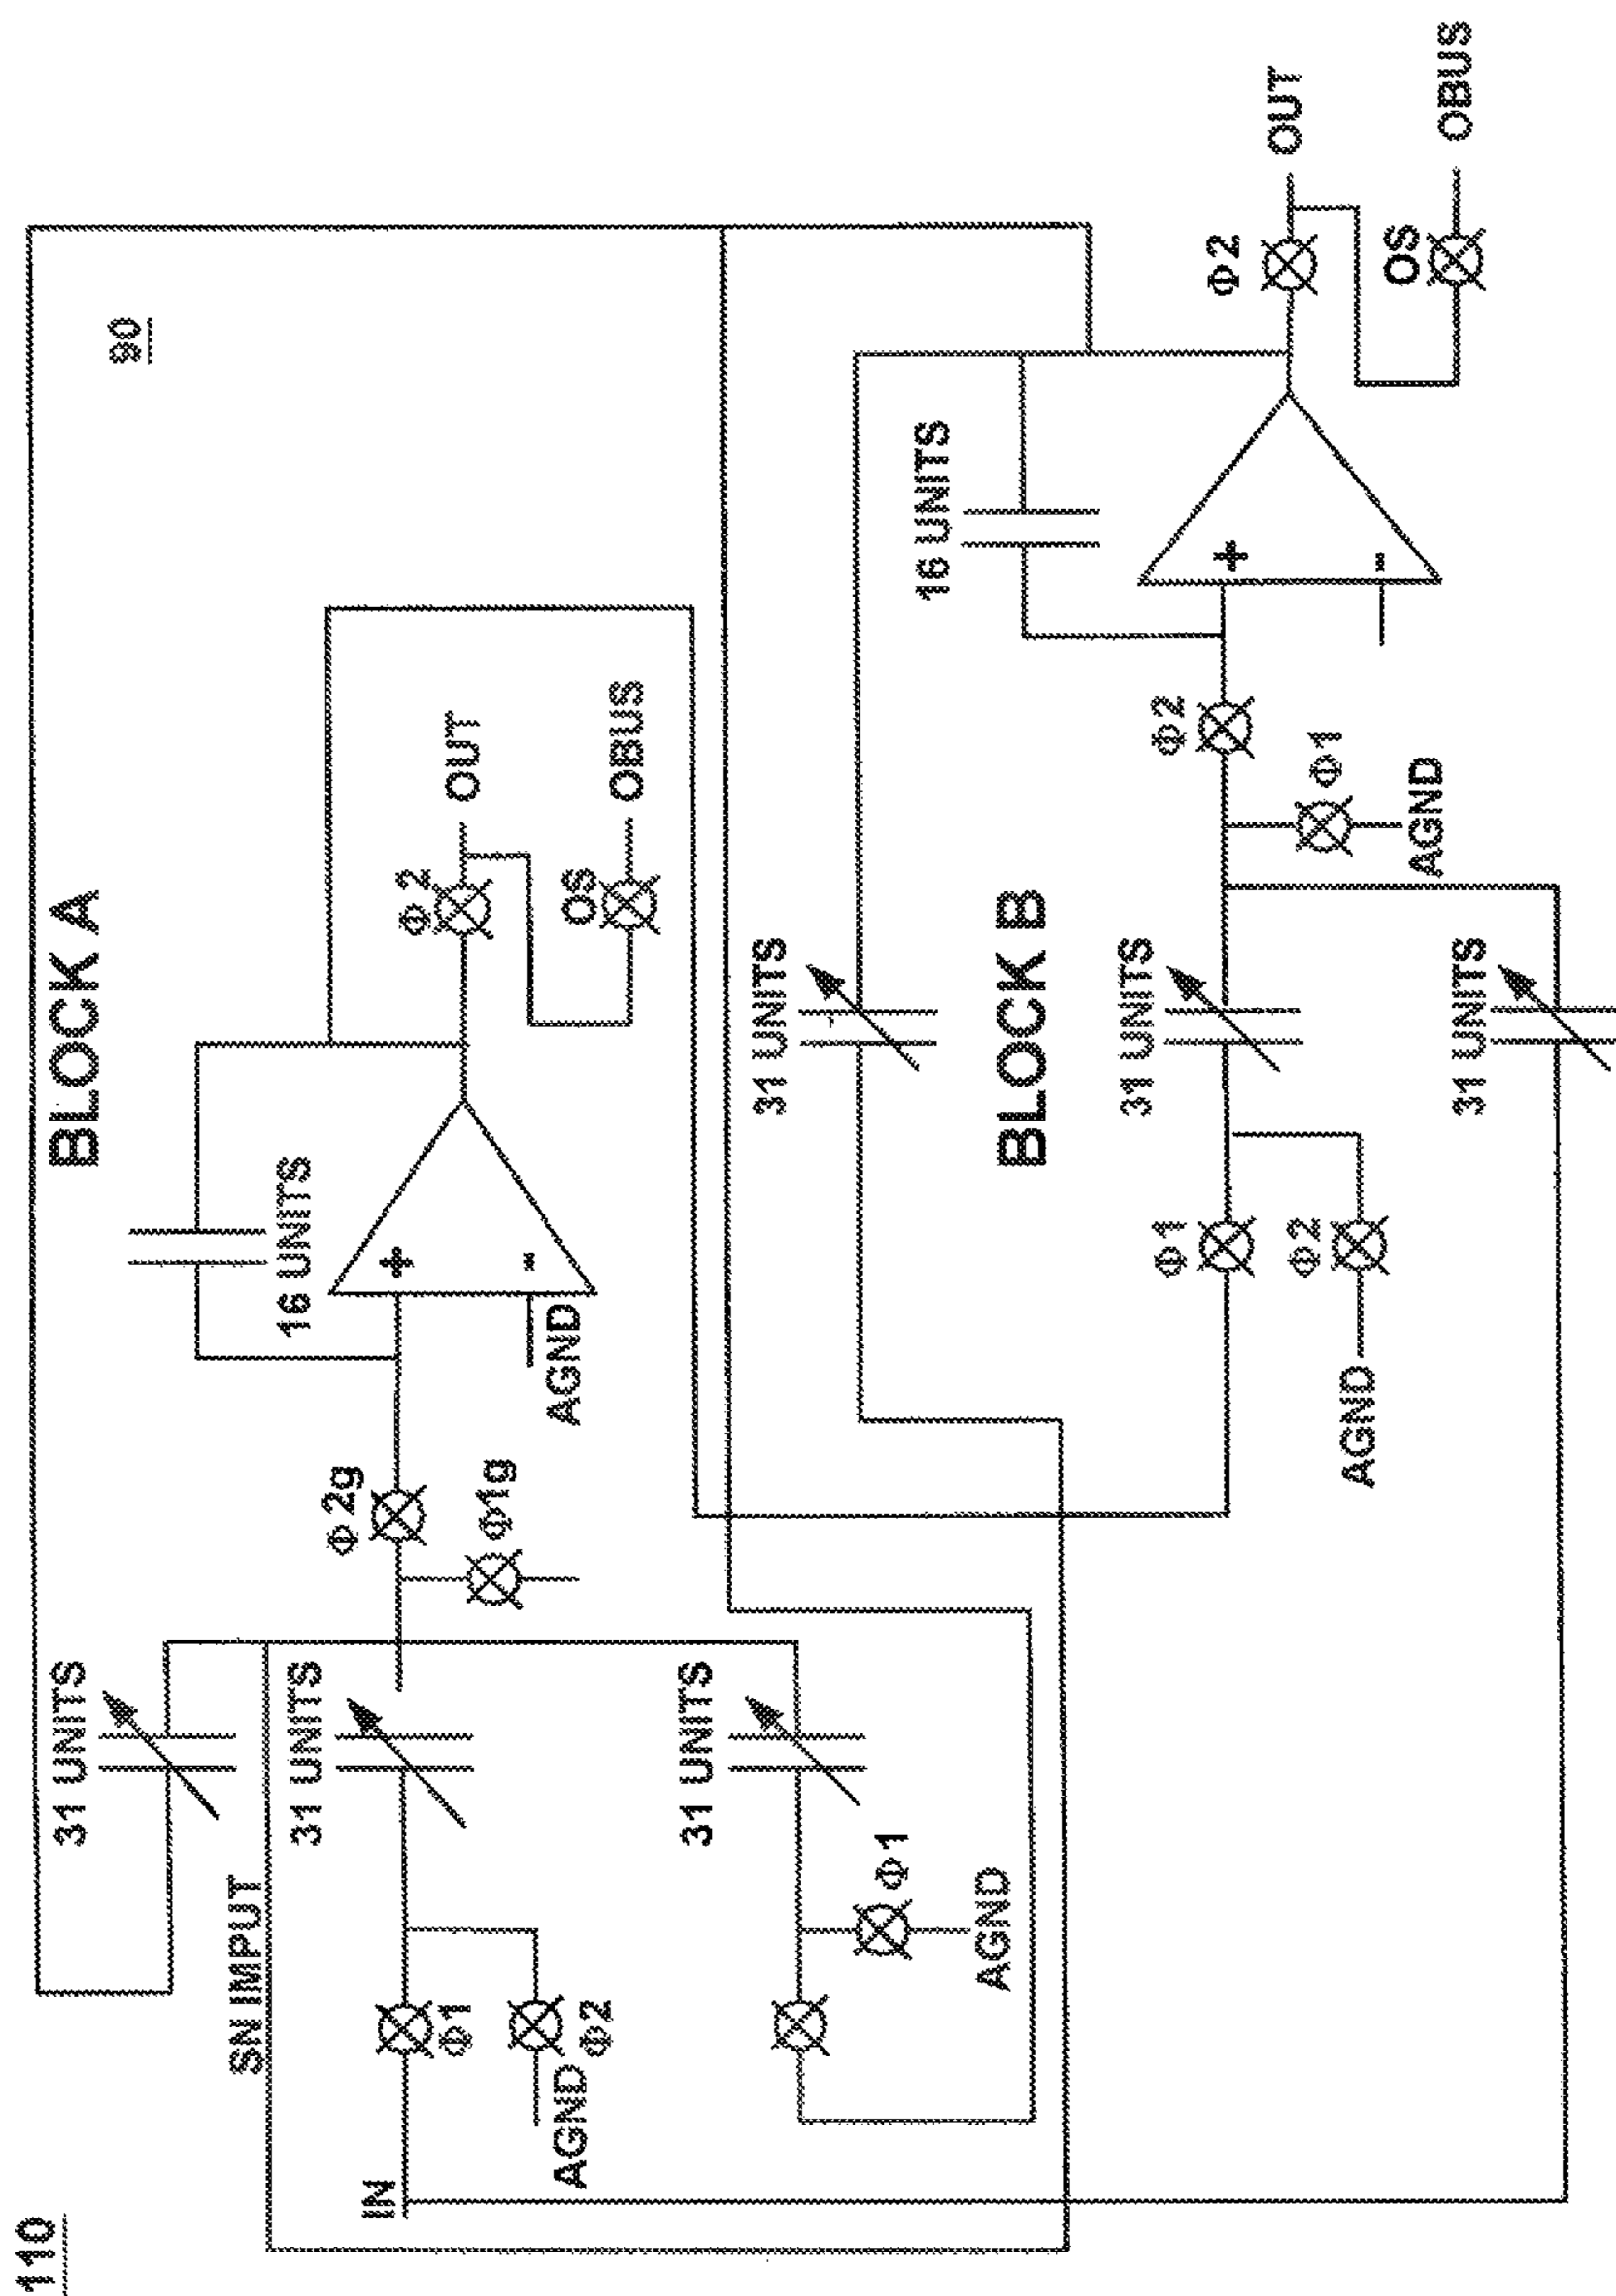 110
90
BLOCK A
31 UNITS
SN IMPUT
31 UNITS
IN
Φ1
AGND
Φ2
31 UNITS
Φ1
AGND
Φ2g
Φ1g
16 UNITS
+
-
AGND
Φ2
OUT
OS
OBUS
BLOCK B
31 UNITS
31 UNITS
Φ1
Φ2
AGND
31 UNITS
Φ2
Φ1
AGND
16 UNITS
+
-
Φ2
OUT
OS
OBUS